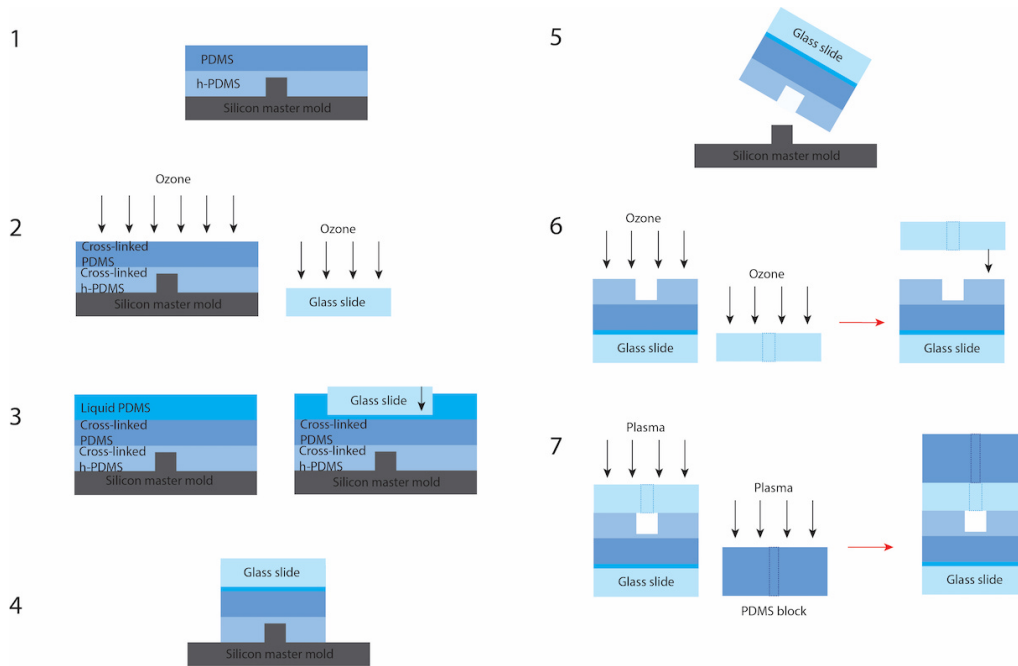 1
PDMS
h-PDMS
Silicon master mold
2
Ozone
Cross-linked
PDMS
Cross-linked
h-PDMS
Silicon master mold
Ozone
Glass slide
3
Liquid PDMS
Cross-linked
PDMS
Cross-linked
h-PDMS
Silicon master mold
Glass slide
Cross-linked
PDMS
Cross-linked
h-PDMS
Silicon master mold
4
Glass slide
Silicon master mold
5
Glass slide
Silicon master mold
6
Ozone
Glass slide
Ozone
Glass slide
7
Plasma
Glass slide
Plasma
PDMS block
Glass slide